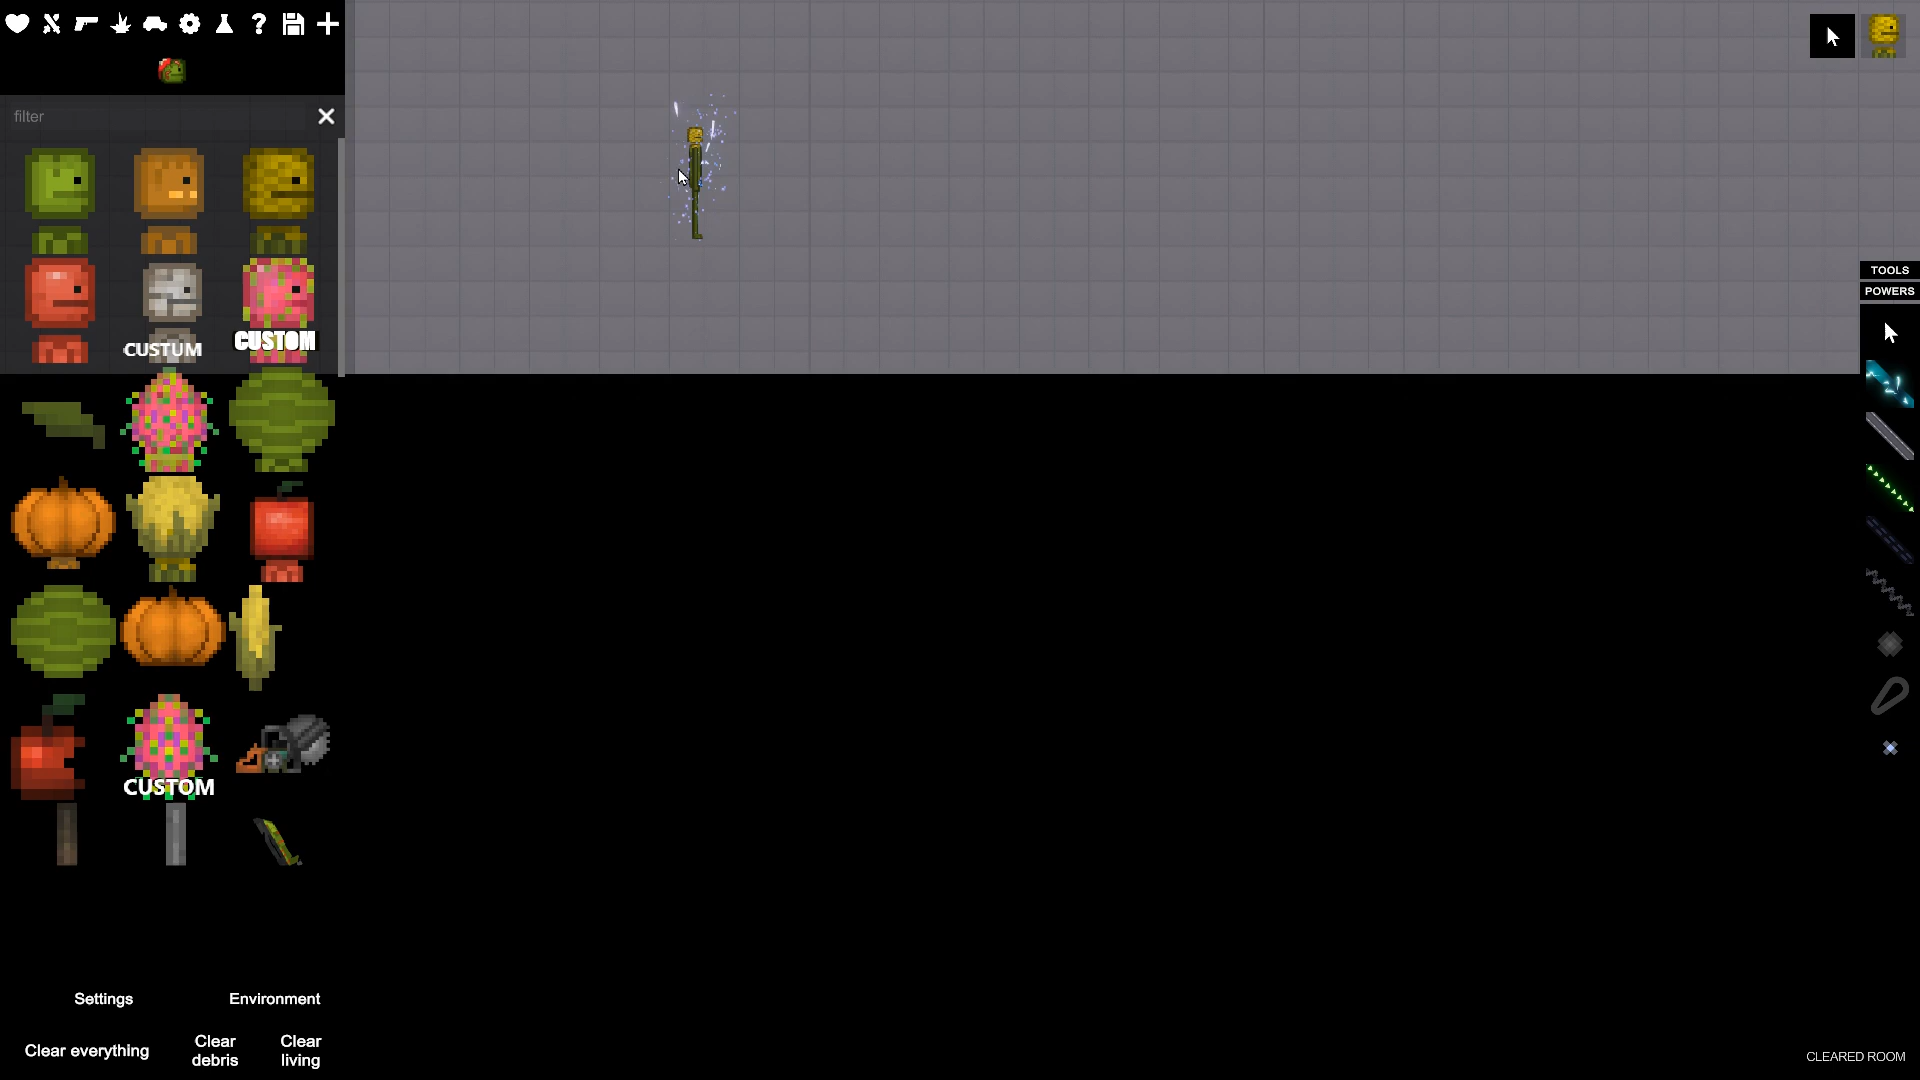 filter
TOOLS
POWERS
CUSTUM
CUSTOM
CUSTOM
Settings
Environment
Clear everything
Clear
debris
Clear
living
CLEARED ROOM